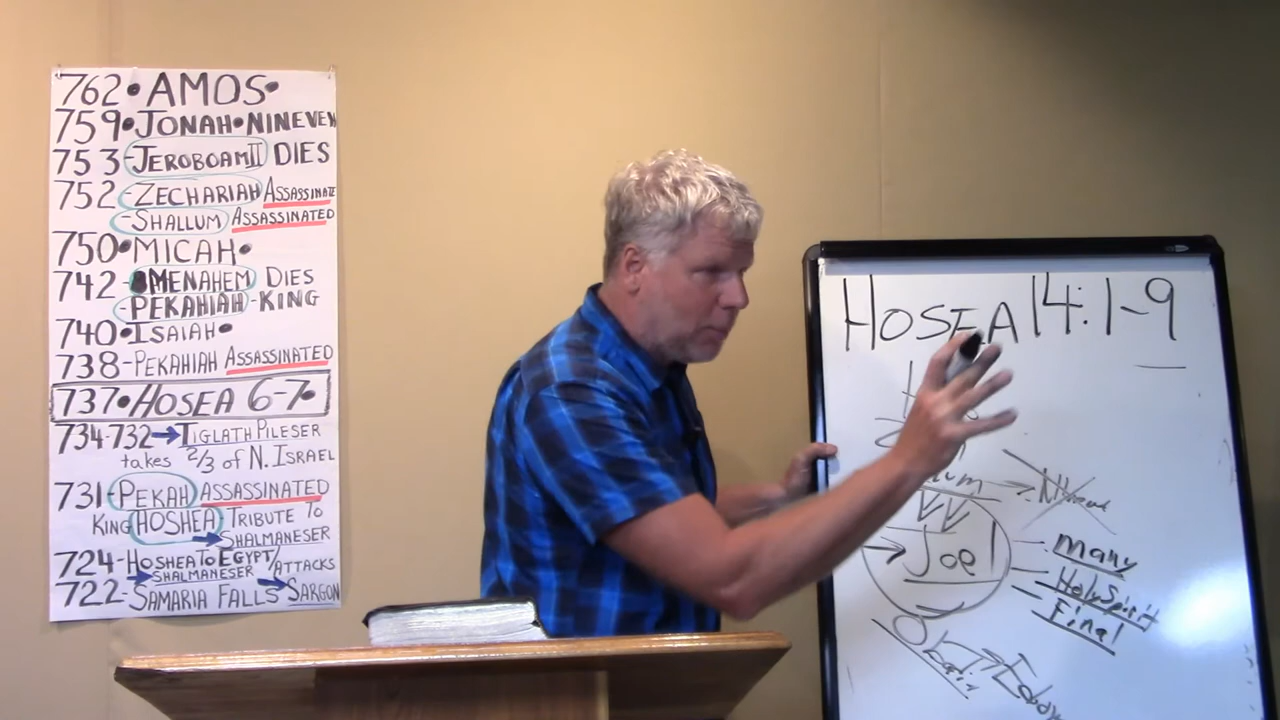 762 • AMOS •
759 • JONAH • NINEVEH
753 - JEROBOAM II DIES
752 - ZECHARIAH ASSASSINATE
- SHALLUM ASSASSINATED
750 • MICAH •
742 - MENAHEM DIES
- PEKAHIAH - KING
740 • ISAIAH •
738 - PEKAHIAH ASSASSINATED
737 • HOSEA 6-7 •
734-732 → TIGLATH PILESER
takes 2/3 of N. ISRAEL
731 - PEKAH ASSASSINATED
KING HOSHEA TRIBUTE TO
→ SHALMANESER
724 - HOSHEA TO EGYPT/
→ SHALMANESER ATTACKS
722 - SAMARIA FALLS → SARGON
HOSEA 14:1-9
→ Joel
- many
- Holy Spirit
- Final